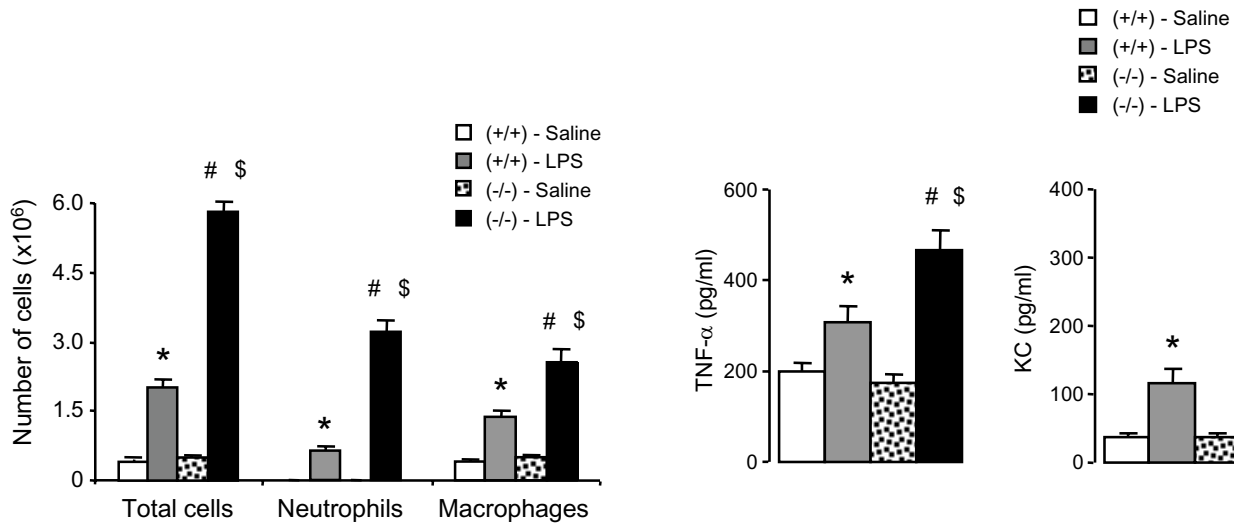 (+/+) - Saline
(+/+) - LPS
(-/-) - Saline
(-/-) - LPS
(+/+) - Saline
(+/+) - LPS
(-/-) - Saline
(-/-) - LPS
Number of cells (x10⁶)
6.0
4.5
3.0
1.5
0
* # $
* # $
* # $
Total cells Neutrophils Macrophages
TNF-α (pg/ml)
600
400
200
0
* # $
KC (pg/ml)
400
300
200
100
0
*